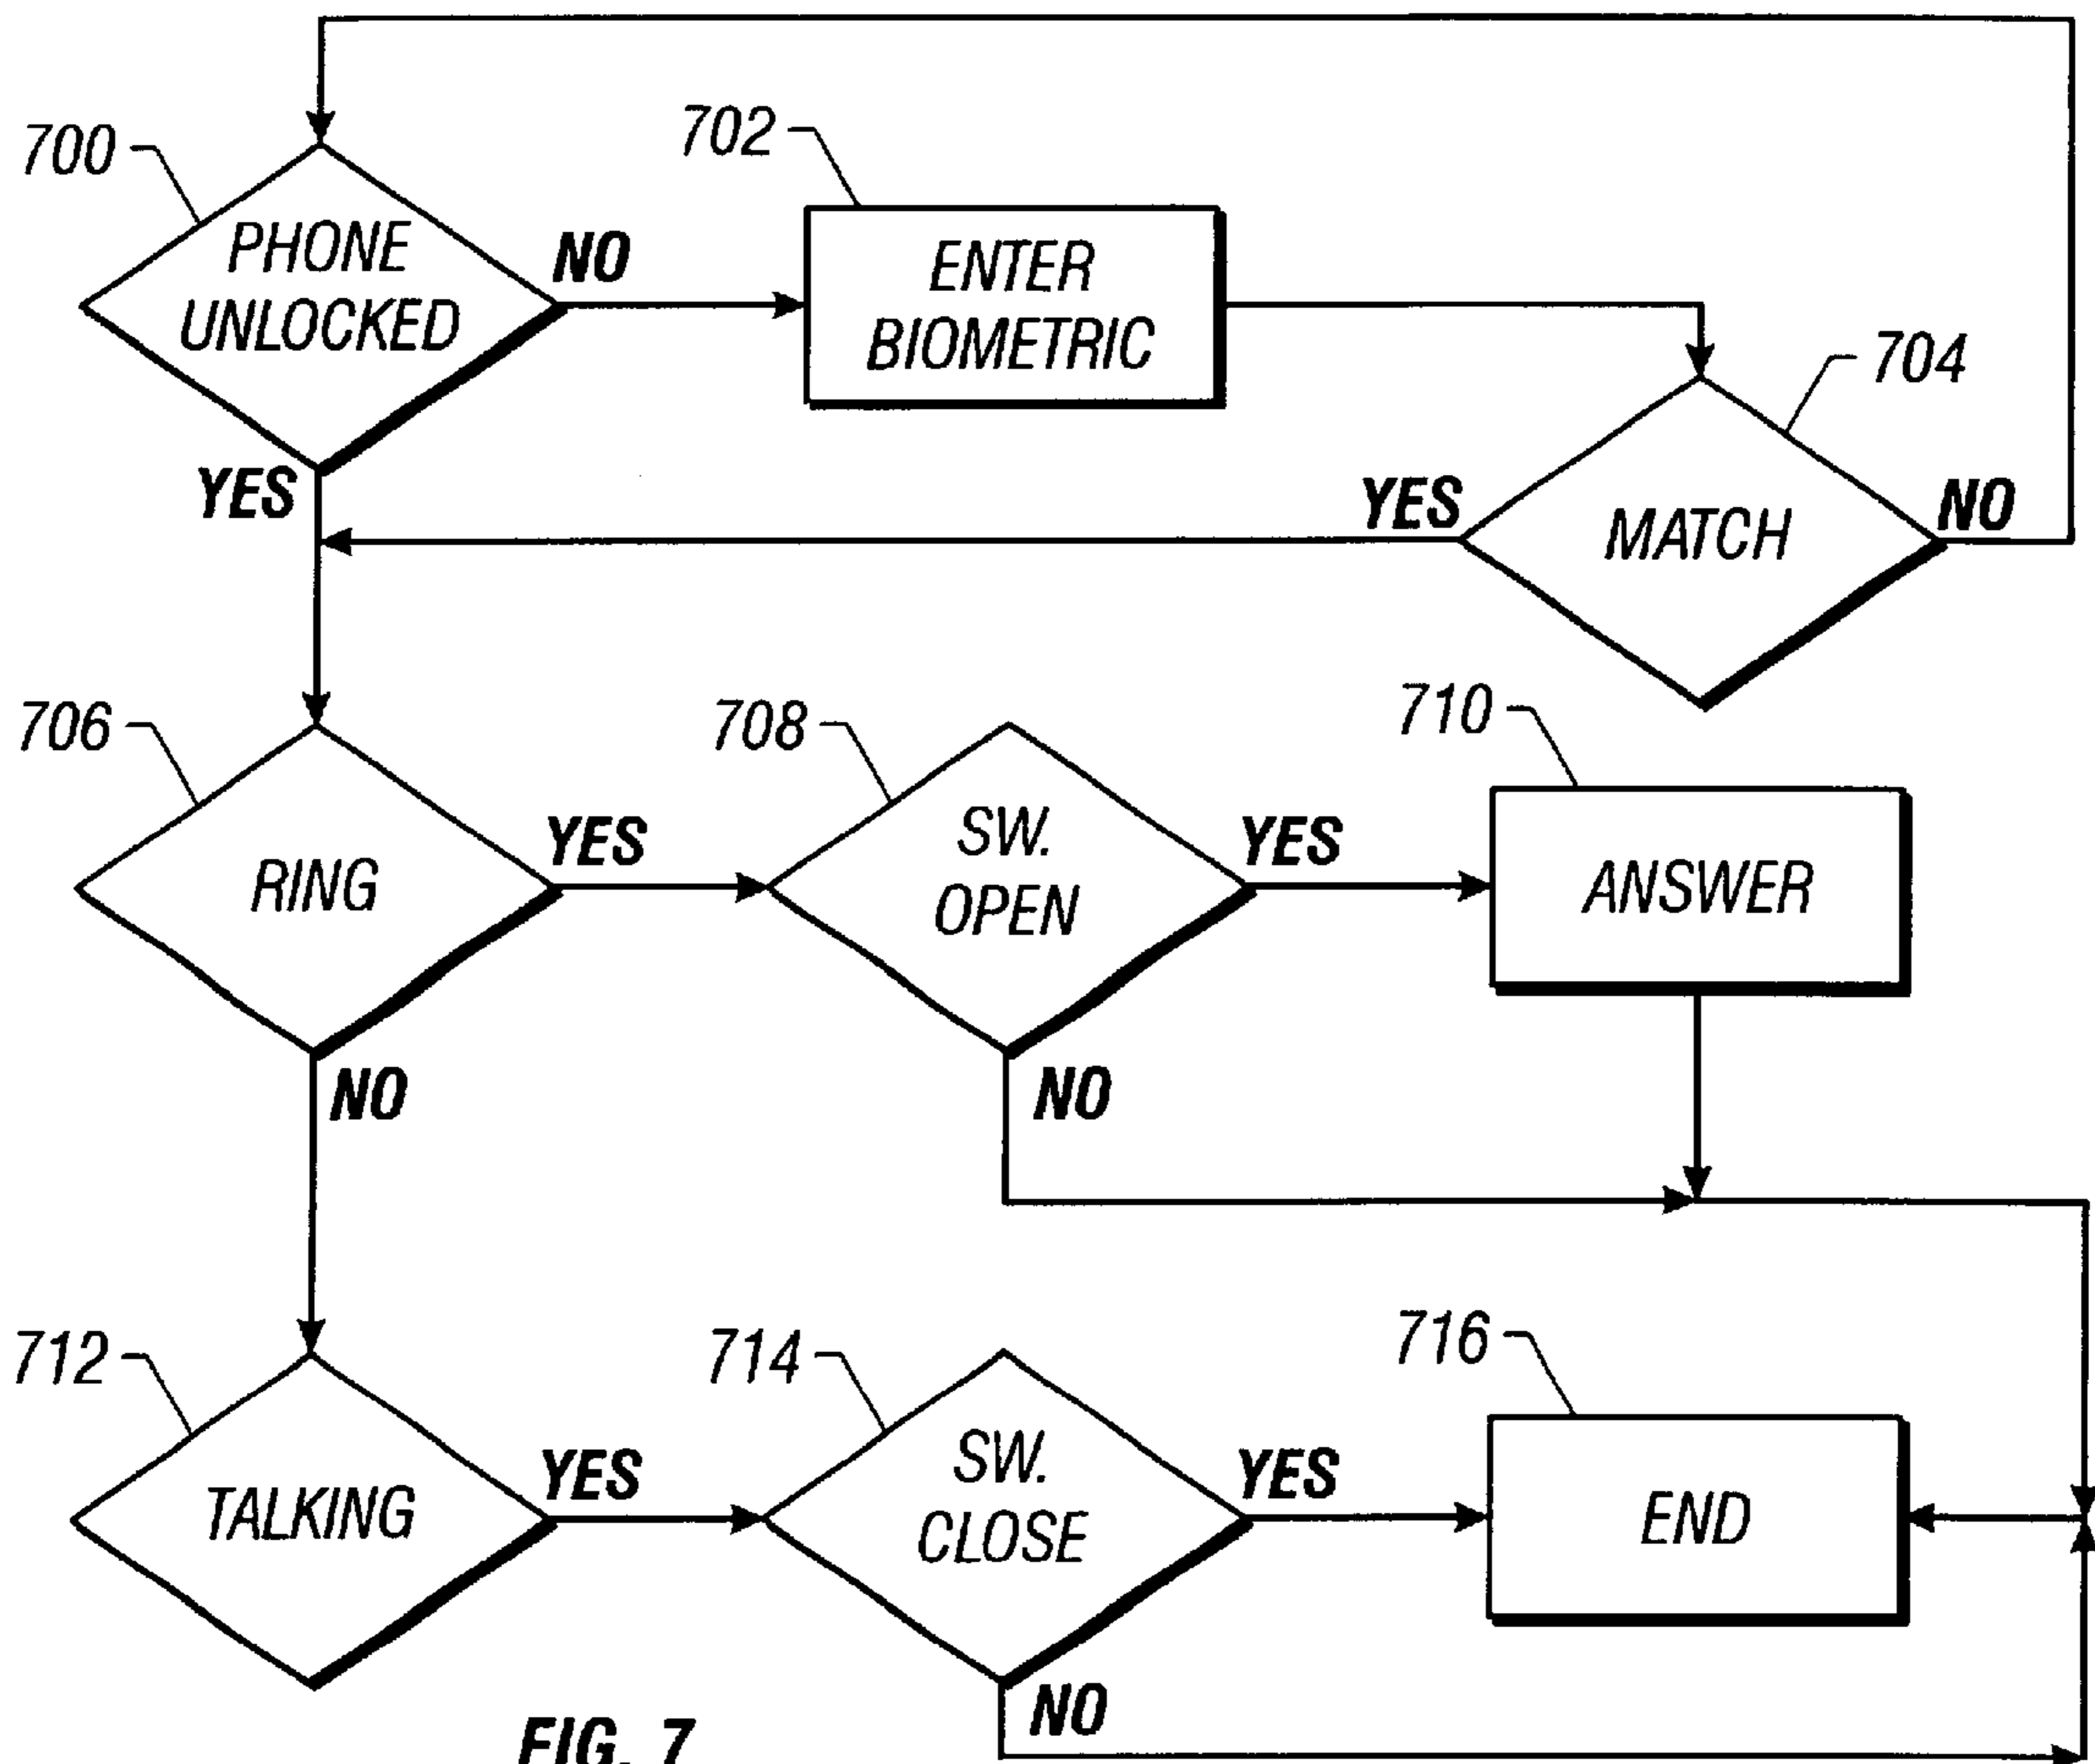 700
PHONE
UNLOCKED
NO
YES
702
ENTER
BIOMETRIC
704
MATCH
YES
NO
706
RING
YES
NO
708
SW.
OPEN
YES
NO
710
ANSWER
712
TALKING
YES
714
SW.
CLOSE
YES
NO
716
END
FIG. 7